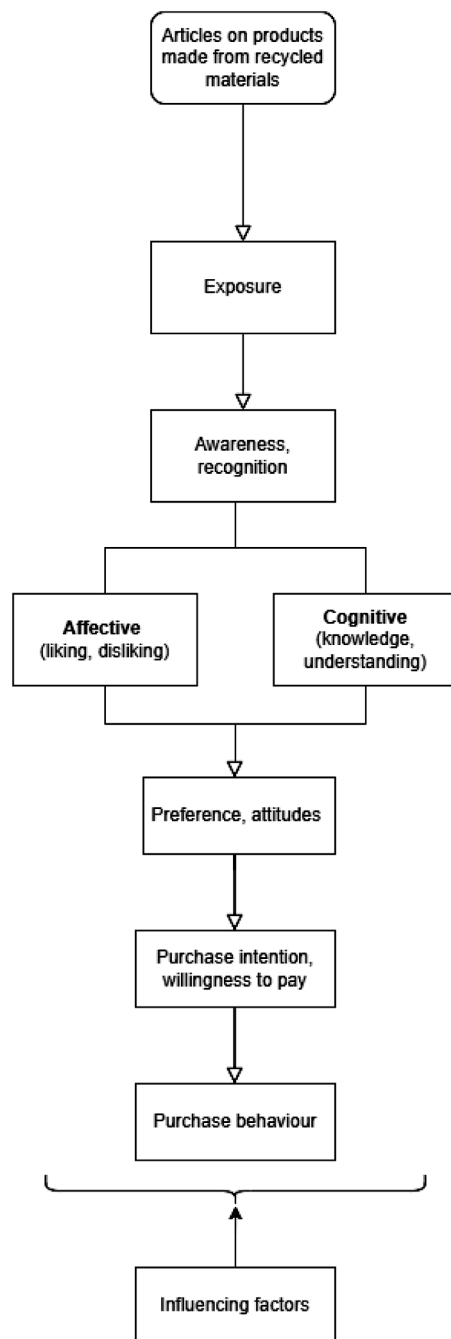 Articles on products
made from recycled
materials
Exposure
Awareness,
recognition
Affective
(liking, disliking)
Cognitive
(knowledge,
understanding)
Preference, attitudes
Purchase intention,
willingness to pay
Purchase behaviour
Influencing factors